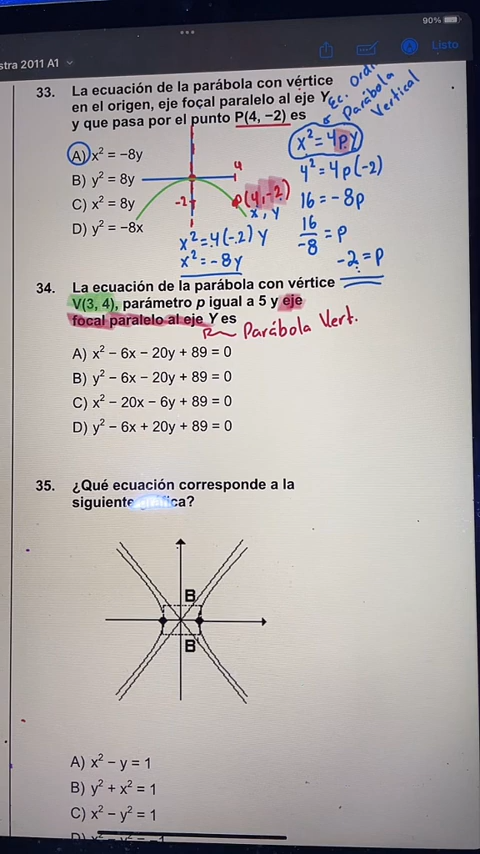 90%
Listo
stra 2011 A1
33. La ecuación de la parábola con vértice
en el origen, eje focal paralelo al eje Y,
y que pasa por el punto P(4, −2) es
A) x² = −8y
B) y² = 8y
C) x² = 8y
D) y² = −8x
Ec. Ordi
Parábola
Vertical
x² = 4py
4² = 4p(-2)
16 = -8p
16/-8 = p
-2 = p
4
-2
P(4,-2)
x, y
x² = 4(-2)y
x² = -8y
34. La ecuación de la parábola con vértice
V(3, 4), parámetro p igual a 5 y eje
focal paralelo al eje Y es
Parábola Vert.
A) x² − 6x − 20y + 89 = 0
B) y² − 6x − 20y + 89 = 0
C) x² − 20x − 6y + 89 = 0
D) y² − 6x + 20y + 89 = 0
35. ¿Qué ecuación corresponde a la
siguiente gráfica?
B
B
A) x² − y = 1
B) y² + x² = 1
C) x² − y² = 1